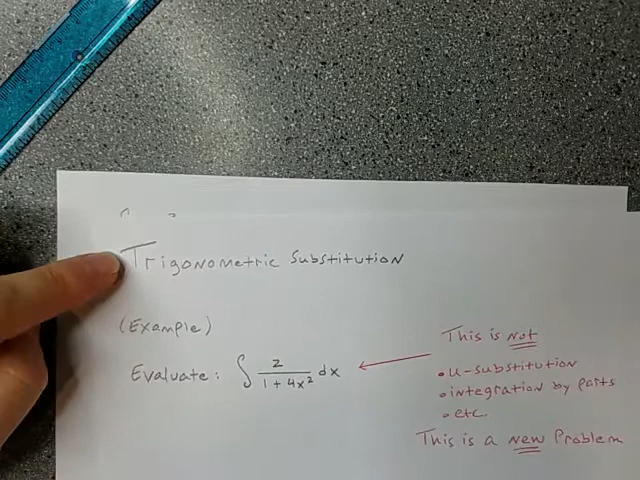 Trigonometric Substitution
(Example)
Evaluate: ∫ 2/(1 + 4x²) dx
This is not
• u-substitution
• integration by parts
• etc.
This is a new Problem